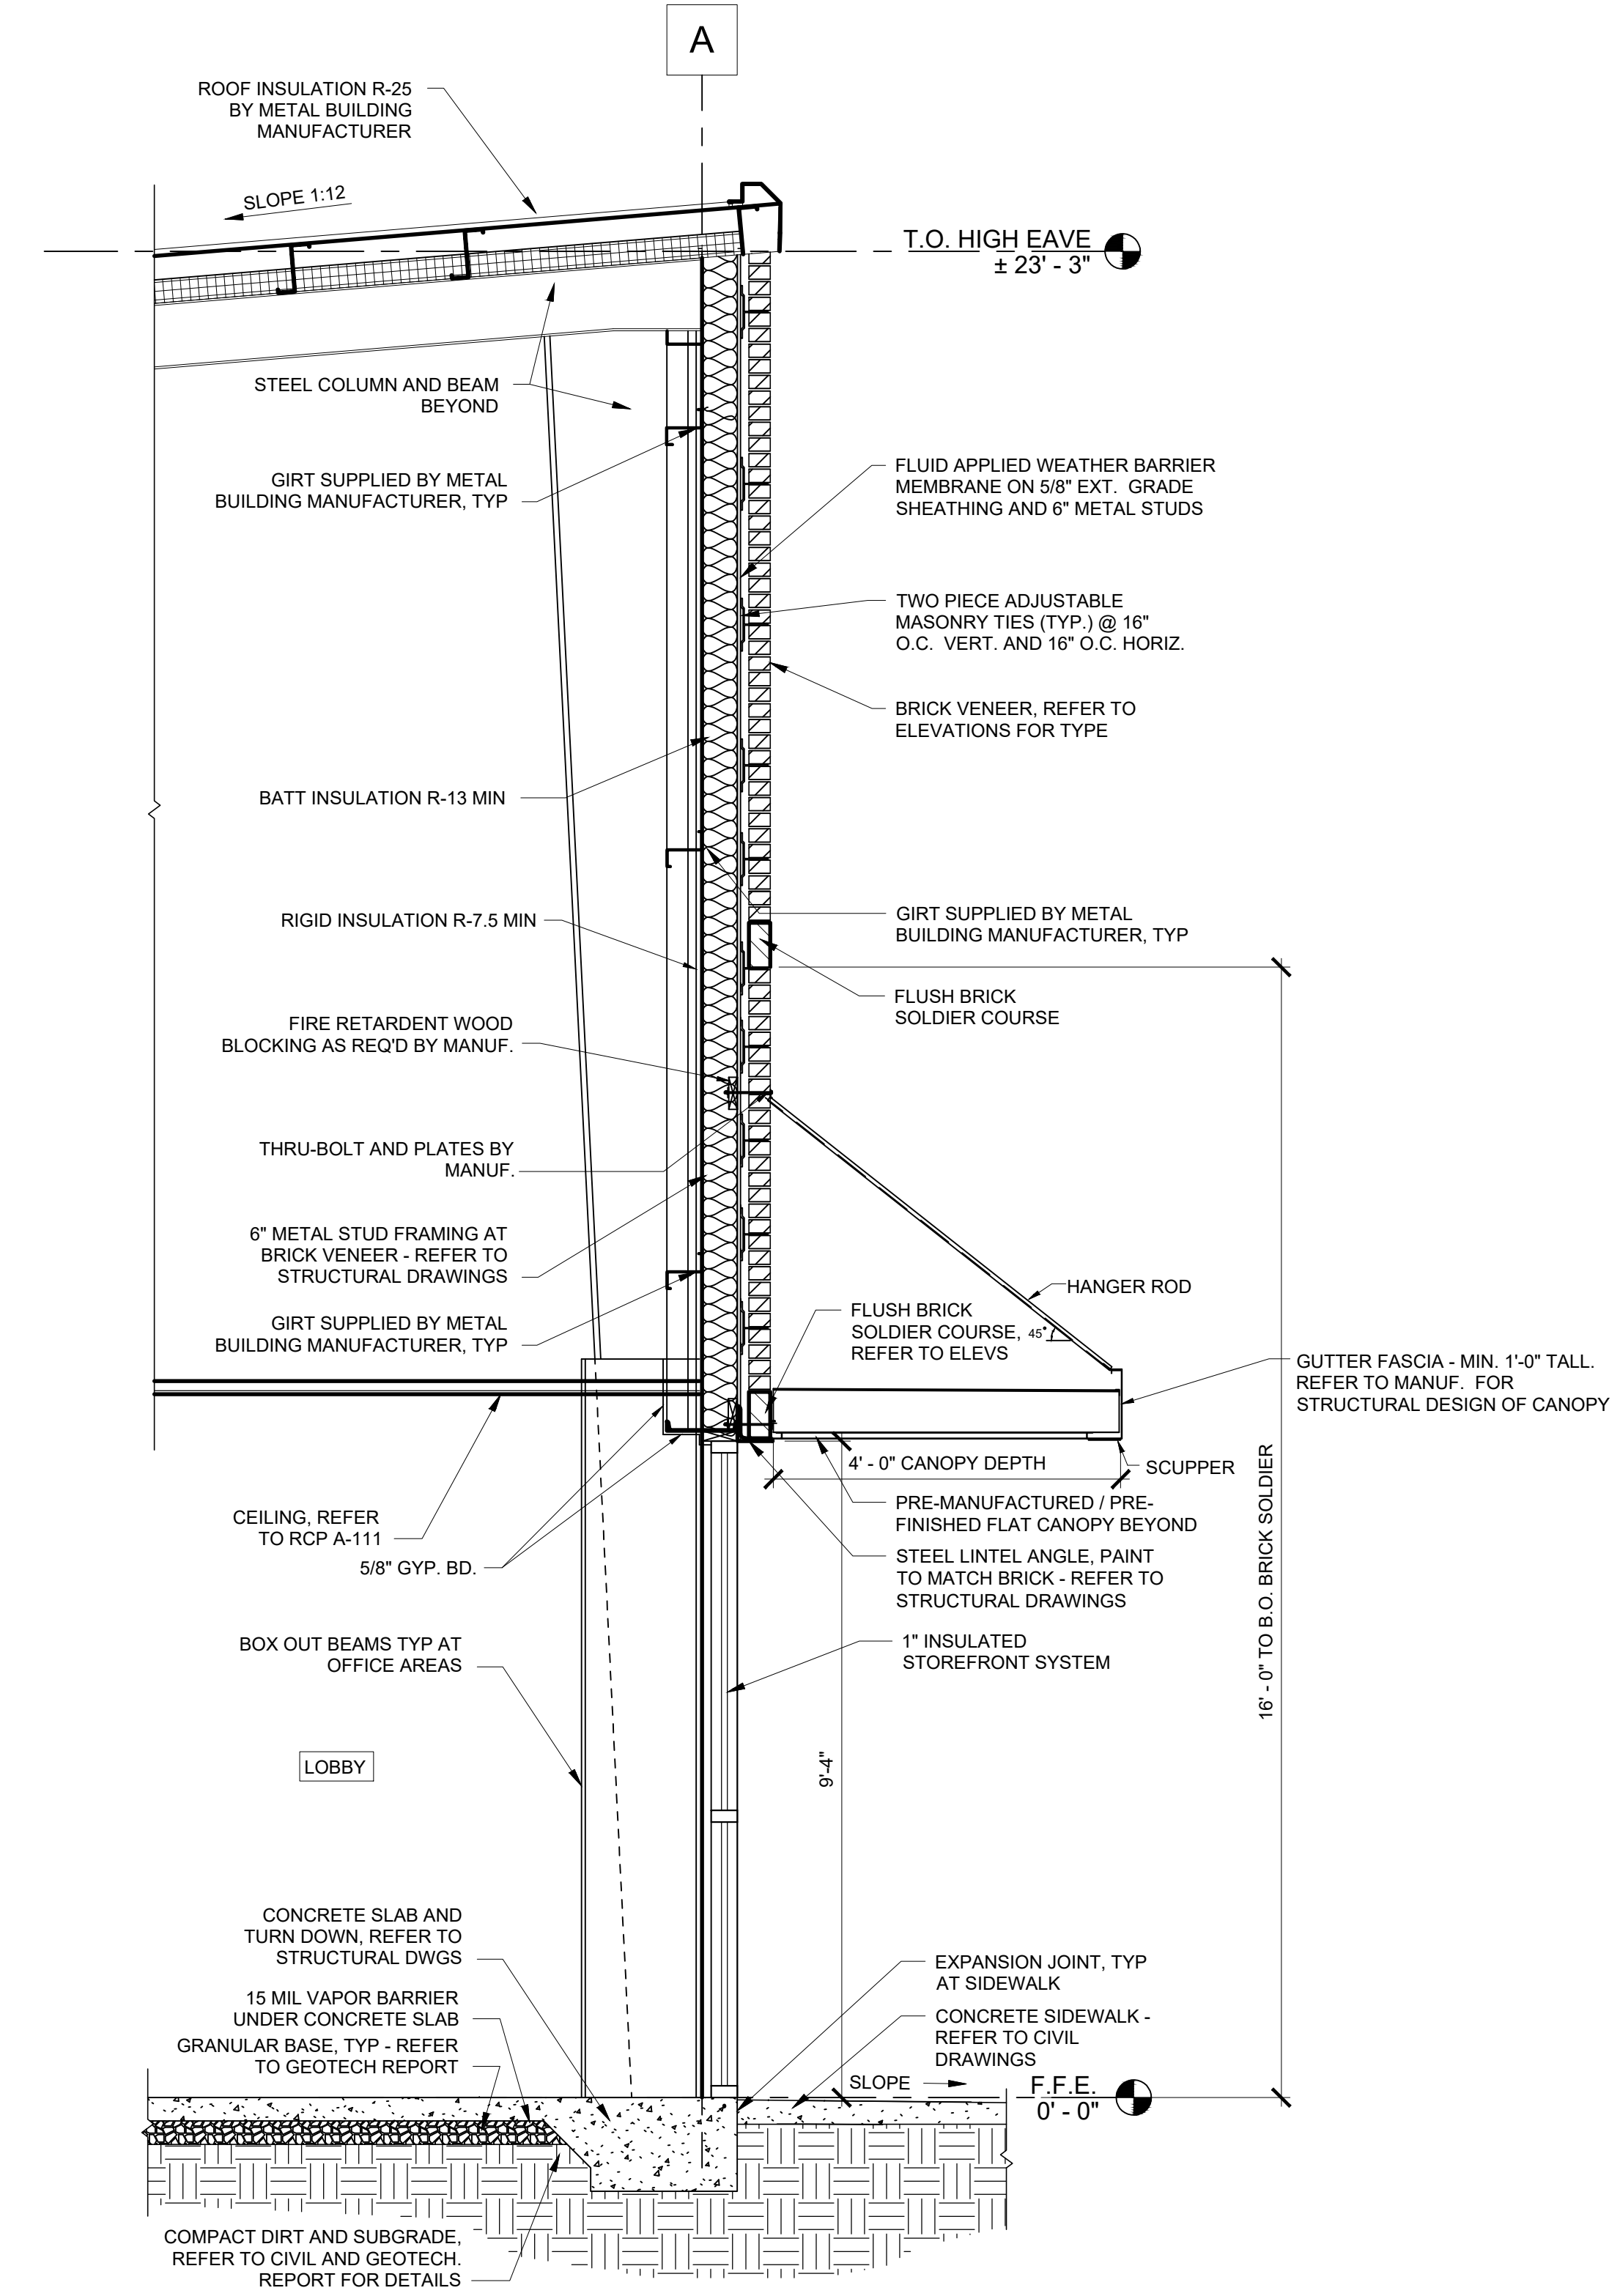 A
ROOF INSULATION R-25
BY METAL BUILDING
MANUFACTURER
SLOPE 1:12
T.O. HIGH EAVE
± 23' - 3"
STEEL COLUMN AND BEAM
BEYOND
GIRT SUPPLIED BY METAL
BUILDING MANUFACTURER, TYP
FLUID APPLIED WEATHER BARRIER
MEMBRANE ON 5/8" EXT. GRADE
SHEATHING AND 6" METAL STUDS
TWO PIECE ADJUSTABLE
MASONRY TIES (TYP.) @ 16"
O.C. VERT. AND 16" O.C. HORIZ.
BRICK VENEER, REFER TO
ELEVATIONS FOR TYPE
BATT INSULATION R-13 MIN
RIGID INSULATION R-7.5 MIN
GIRT SUPPLIED BY METAL
BUILDING MANUFACTURER, TYP
FLUSH BRICK
SOLDIER COURSE
FIRE RETARDENT WOOD
BLOCKING AS REQ'D BY MANUF.
THRU-BOLT AND PLATES BY
MANUF.
6" METAL STUD FRAMING AT
BRICK VENEER - REFER TO
STRUCTURAL DRAWINGS
GIRT SUPPLIED BY METAL
BUILDING MANUFACTURER, TYP
HANGER ROD
FLUSH BRICK
SOLDIER COURSE,
REFER TO ELEVS
45°
GUTTER FASCIA - MIN. 1'-0" TALL.
REFER TO MANUF. FOR
STRUCTURAL DESIGN OF CANOPY
4' - 0" CANOPY DEPTH
SCUPPER
16' - 0" TO B.O. BRICK SOLDIER
CEILING, REFER
TO RCP A-111
5/8" GYP. BD.
PRE-MANUFACTURED / PRE-
FINISHED FLAT CANOPY BEYOND
STEEL LINTEL ANGLE, PAINT
TO MATCH BRICK - REFER TO
STRUCTURAL DRAWINGS
1" INSULATED
STOREFRONT SYSTEM
BOX OUT BEAMS TYP AT
OFFICE AREAS
LOBBY
9'-4"
CONCRETE SLAB AND
TURN DOWN, REFER TO
STRUCTURAL DWGS
15 MIL VAPOR BARRIER
UNDER CONCRETE SLAB
GRANULAR BASE, TYP - REFER
TO GEOTECH REPORT
EXPANSION JOINT, TYP
AT SIDEWALK
CONCRETE SIDEWALK -
REFER TO CIVIL
DRAWINGS
SLOPE
F.F.E.
0' - 0"
COMPACT DIRT AND SUBGRADE,
REFER TO CIVIL AND GEOTECH.
REPORT FOR DETAILS